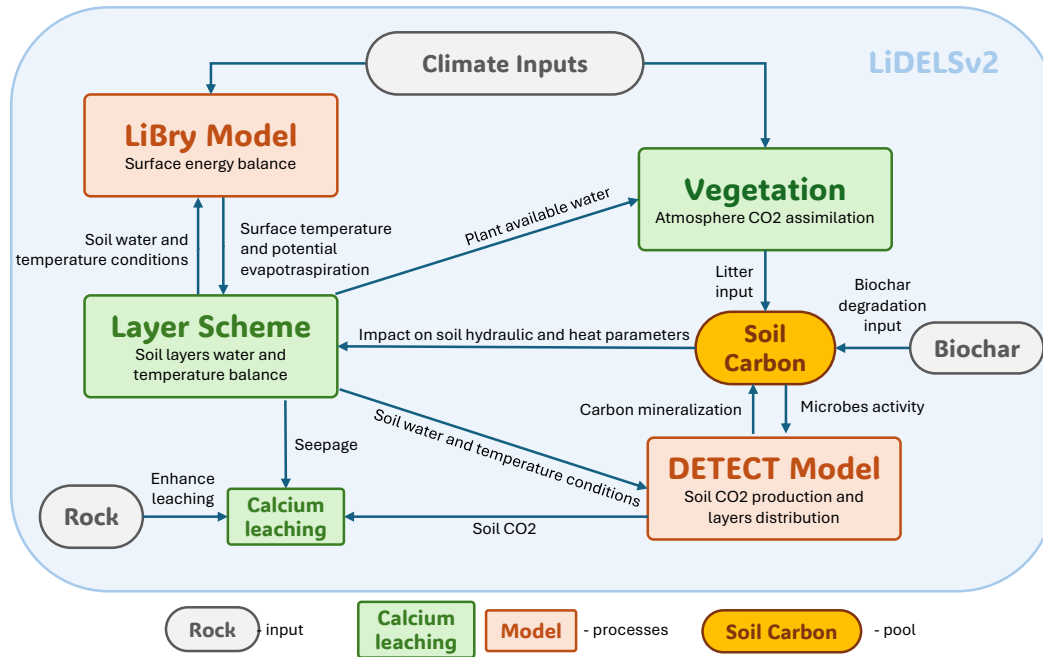 LiDELSv2
Climate Inputs
LiBry Model
Surface energy balance
Vegetation
Atmosphere CO2 assimilation
Plant available water
Soil water and
temperature conditions
Surface temperature
and potential
evapotraspiration
Litter
input
Biochar
degradation
input
Layer Scheme
Soil layers water and
temperature balance
Impact on soil hydraulic and heat parameters
Soil
Carbon
Biochar
Carbon mineralization
Microbes activity
Soil water and temperature conditions
Seepage
DETECT Model
Soil CO2 production and
layers distribution
Enhance
leaching
Rock
Calcium
leaching
Soil CO2
Rock
- input
Calcium
leaching
Model
- processes
Soil Carbon
- pool